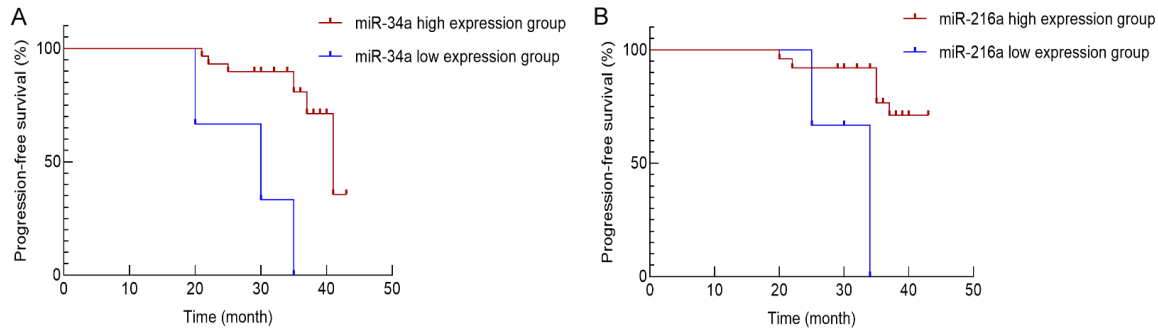 A
miR-34a high expression group
miR-34a low expression group
Progression-free survival (%)
100
50
0
0 10 20 30 40 50
Time (month)
B
miR-216a high expression group
miR-216a low expression group
Progression-free survival (%)
100
50
0
0 10 20 30 40 50
Time (month)